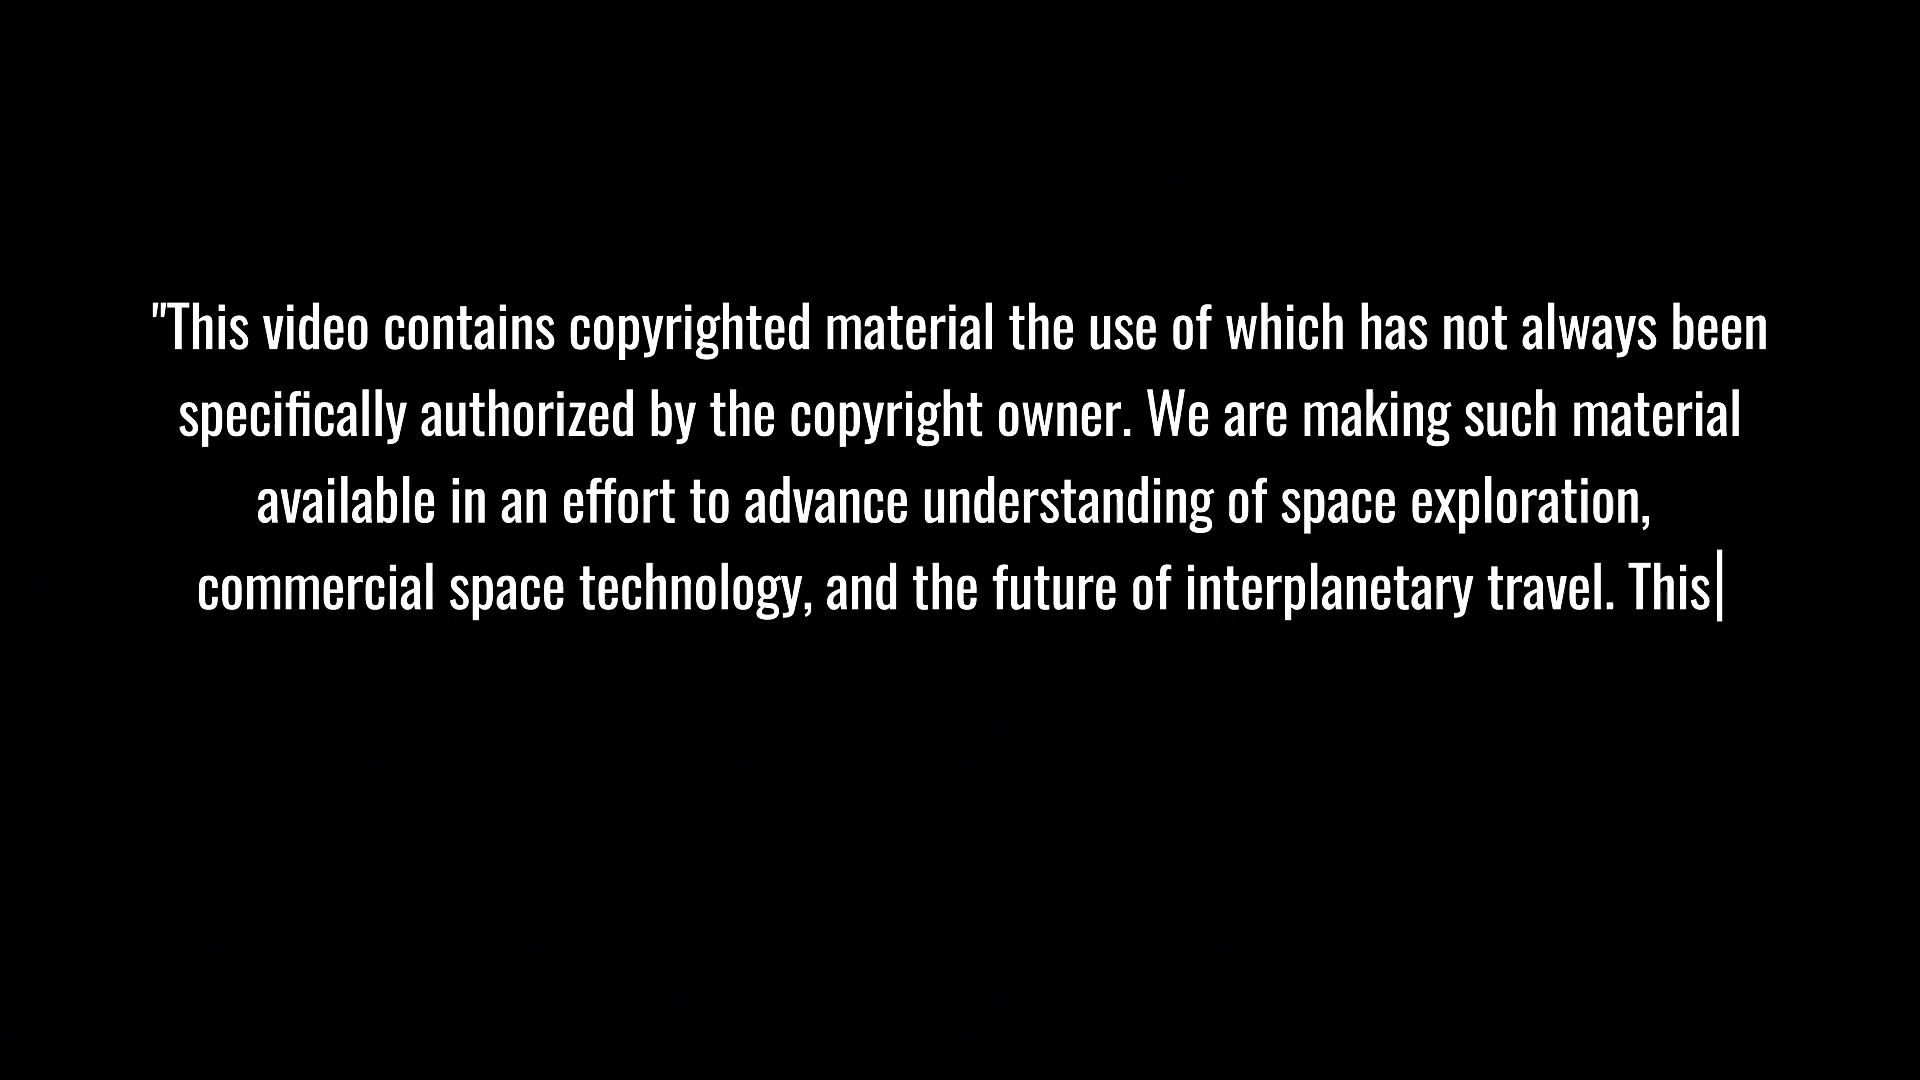 "This video contains copyrighted material the use of which has not always been
specifically authorized by the copyright owner. We are making such material
available in an effort to advance understanding of space exploration,
commercial space technology, and the future of interplanetary travel. This